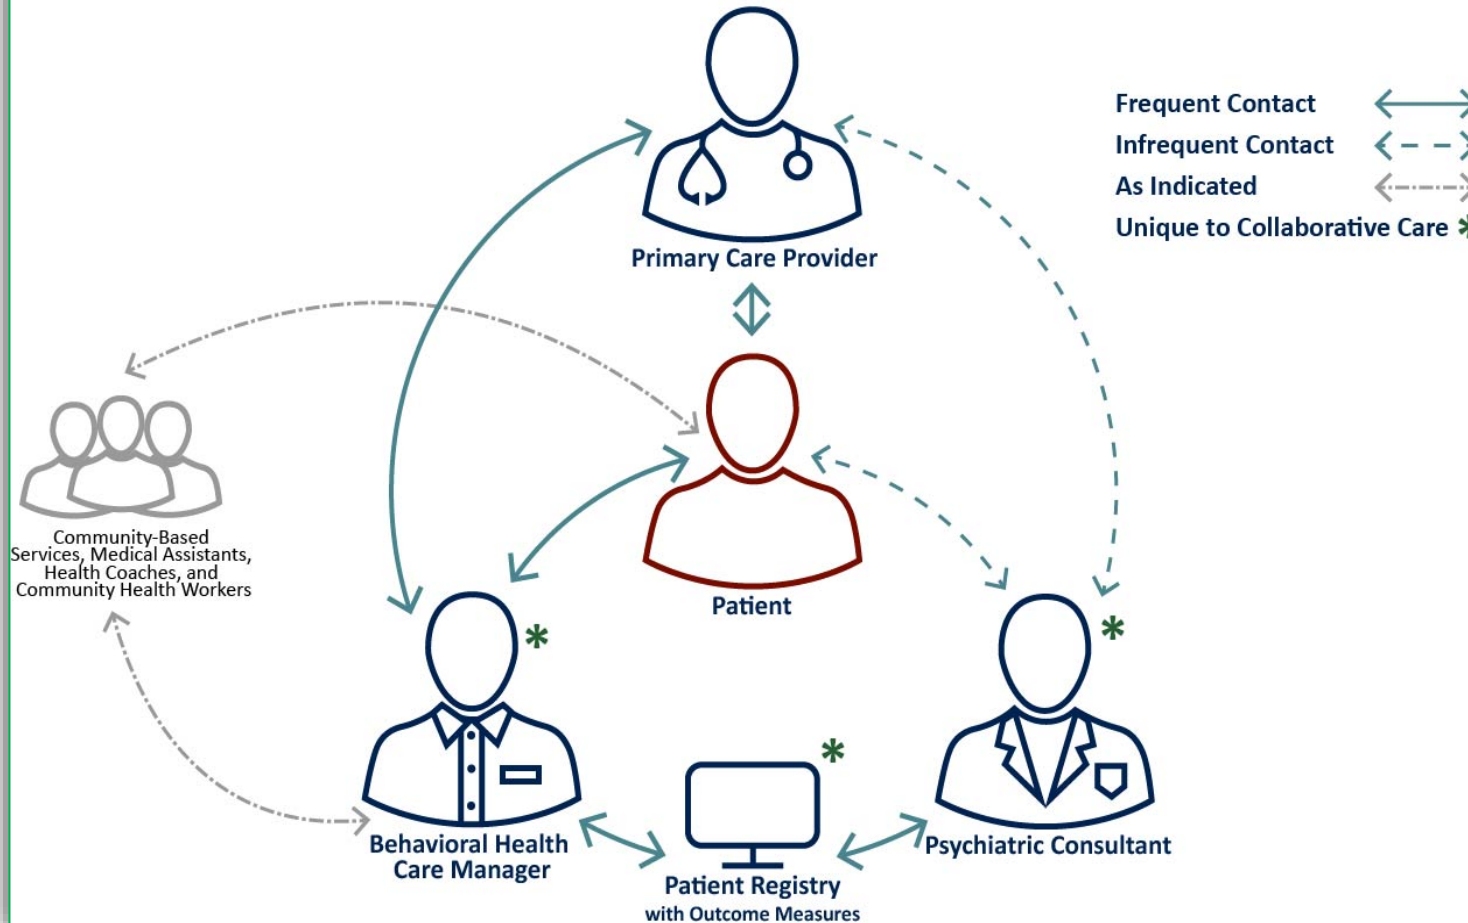 Frequent Contact
Infrequent Contact
As Indicated
Unique to Collaborative Care *
Primary Care Provider
Community-Based
Services, Medical Assistants,
Health Coaches, and
Community Health Workers
Patient
*
*
*
Behavioral Health
Care Manager
Psychiatric Consultant
Patient Registry
with Outcome Measures